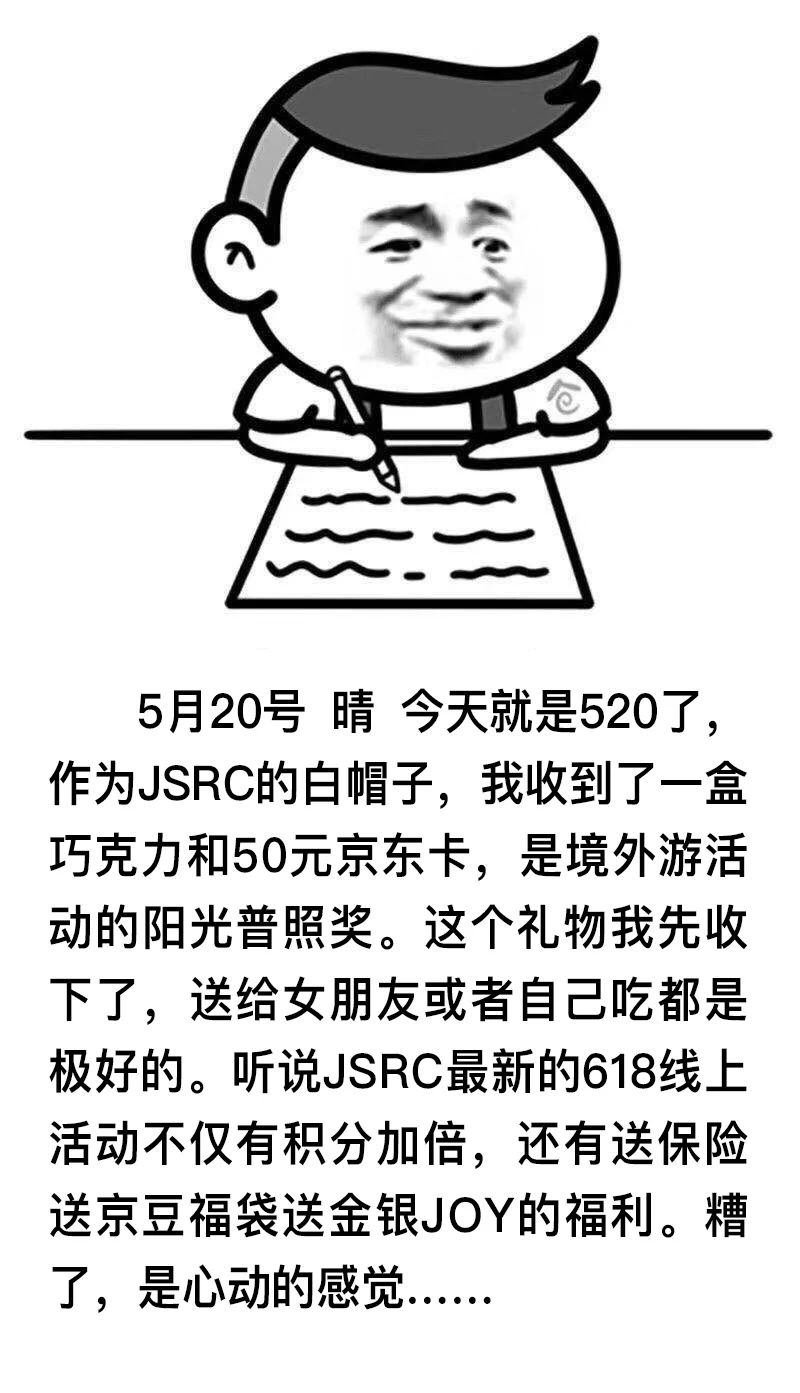 5月20号 晴 今天就是520了，
作为JSRC的白帽子，我收到了一盒
巧克力和50元京东卡，是境外游活
动的阳光普照奖。这个礼物我先收
下了，送给女朋友或者自己吃都是
极好的。听说JSRC最新的618线上
活动不仅有积分加倍，还有送保险
送京豆福袋送金银JOY的福利。糟
了，是心动的感觉……